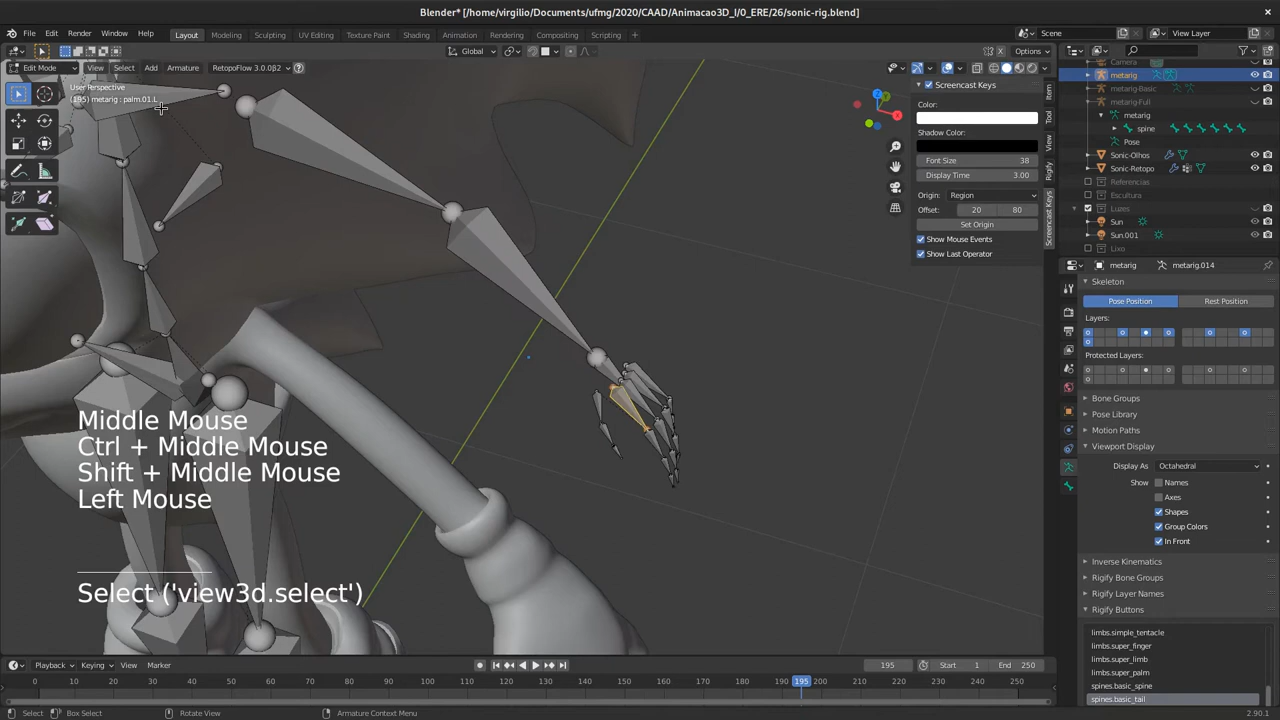 Blender* [/home/virgilio/Documents/ufmg/2020/CAAD/Animacao3D_I/0_ERE/26/sonic-rig.blend]
File Edit Render Window Help Layout Modeling Sculpting UV Editing Texture Paint Shading Animation Rendering Compositing Scripting Scene View Layer
Global Options
Edit Mode View Select Add Armature RetopoFlow 3.0.0β2
User Perspective
(195) metarig : palm.01.L
Screencast Keys
Color:
Shadow Color:
Font Size 38
Display Time 3.00
Origin: Region
Offset: 20 80
Set Origin
Show Mouse Events
Show Last Operator
Item
Tool
View
Rigify
Screencast Keys
Camera
metarig
metarig-Basic
metarig-Full
metarig
spine
Pose
Sonic-Olhos
Sonic-Retopo
Referencias
Escultura
Luzes
Sun
Sun.001
Lixo
metarig metarig.014
Skeleton
Pose Position Rest Position
Layers:
Protected Layers:
Bone Groups
Pose Library
Motion Paths
Viewport Display
Display As Octahedral
Show Names
Axes
Shapes
Group Colors
In Front
Inverse Kinematics
Rigify Bone Groups
Rigify Layer Names
Rigify Buttons
limbs.simple_tentacle
limbs.super_finger
limbs.super_limb
limbs.super_palm
spines.basic_spine
spines.basic_tail
Middle Mouse
Ctrl + Middle Mouse
Shift + Middle Mouse
Left Mouse
Select ('view3d.select')
Playback Keying View Marker 195 Start 1 End 250
0 10 20 30 40 50 60 70 80 90 100 110 120 130 140 150 160 170 180 190 195 200 210 220 230 240 250
Select Box Select Rotate View Armature Context Menu 2.90.1